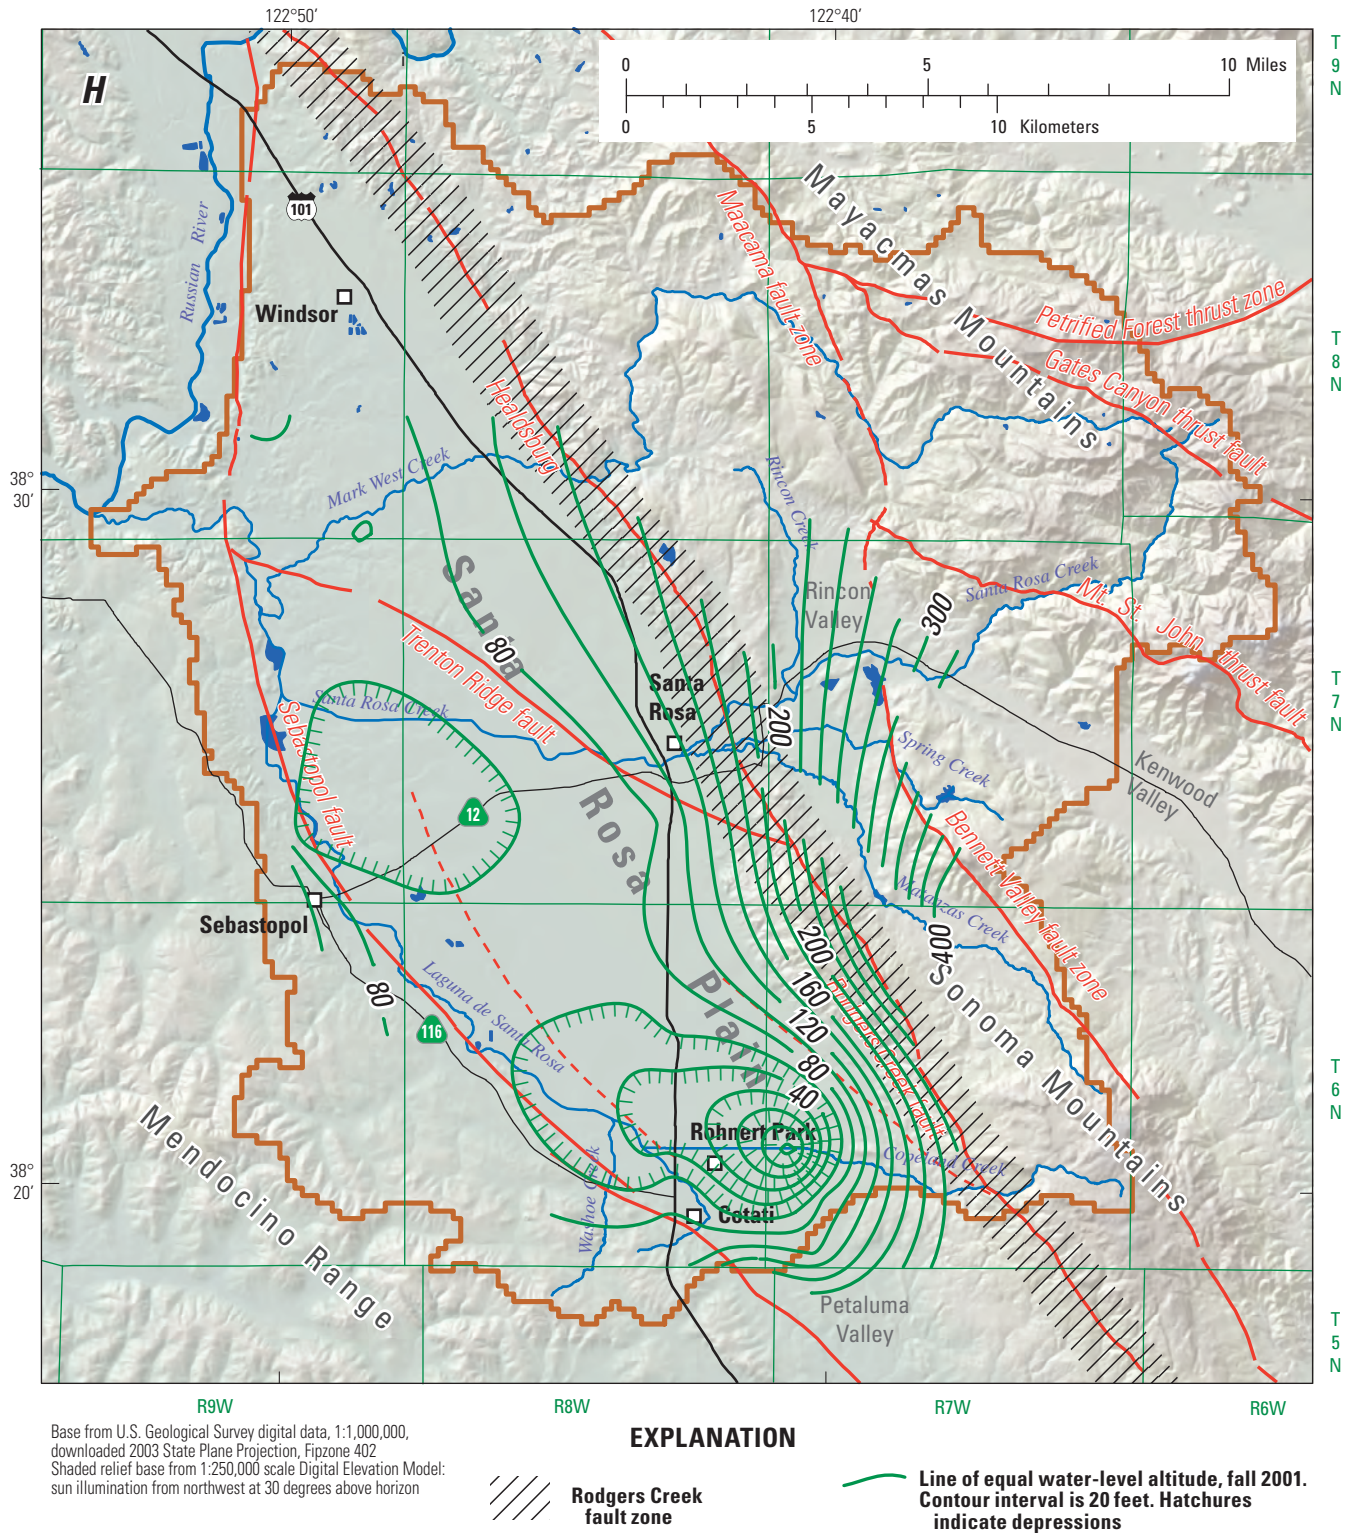 122°50′
122°40′
T
9
N
H
0
5
10 Miles
0
5
10 Kilometers
101
Mayacmas Mountains
Maacama fault zone
Russian River
Windsor
Petrified Forest thrust zone
Gates Canyon thrust fault
T
8
N
Healdsburg
38°
30′
Mark West Creek
Rincon Creek
Santa Rosa Plain
Rincon
Valley
300
Santa Rosa Creek
Mt. St. John thrust fault
80
Trenton Ridge fault
Santa
Rosa
T
7
N
Santa Rosa Creek
Sebastopol fault
200
Spring Creek
Kenwood
Valley
12
Bennett Valley fault zone
Matanzas Creek
Sebastopol
400
200
160
120
80
40
Rodgers Creek fault
Sonoma Mountains
80
116
Laguna de Santa Rosa
T
6
N
Mendocino Range
Rohnert Park
Copeland Creek
38°
20′
Washoe Creek
Cotati
Petaluma
Valley
T
5
N
R9W
R8W
R7W
R6W
Base from U.S. Geological Survey digital data, 1:1,000,000,
downloaded 2003 State Plane Projection, Fipzone 402
Shaded relief base from 1:250,000 scale Digital Elevation Model:
sun illumination from northwest at 30 degrees above horizon
EXPLANATION
Rodgers Creek
fault zone
Line of equal water-level altitude, fall 2001.
Contour interval is 20 feet. Hatchures
indicate depressions